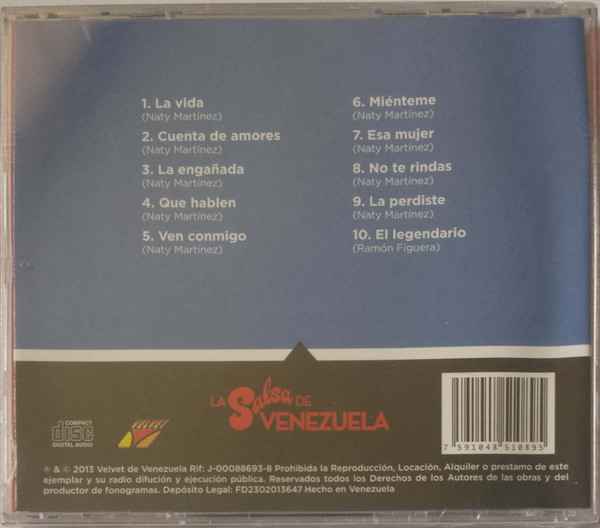 1. La vida
(Naty Martínez)
2. Cuenta de amores
(Naty Martínez)
3. La engañada
(Naty Martínez)
4. Que hablen
(Naty Martínez)
5. Ven conmigo
(Naty Martínez)
6. Miénteme
(Naty Martínez)
7. Esa mujer
(Naty Martínez)
8. No te rindas
(Naty Martínez)
9. La perdiste
(Naty Martínez)
10. El legendario
(Ramón Figuera)
COMPACT
disc
DIGITAL AUDIO
VELVET
LA Salsa DE
VENEZUELA
7 591048 510895
℗ & © 2013 Velvet de Venezuela Rif: J-00088693-8 Prohibida la Reproducción, Locación, Alquiler o prestamo de este
ejemplar y su radio difución y ejecución pública. Reservados todos los Derechos de los Autores de las obras y del
productor de fonogramas. Depósito Legal: FD2302013647 Hecho en Venezuela